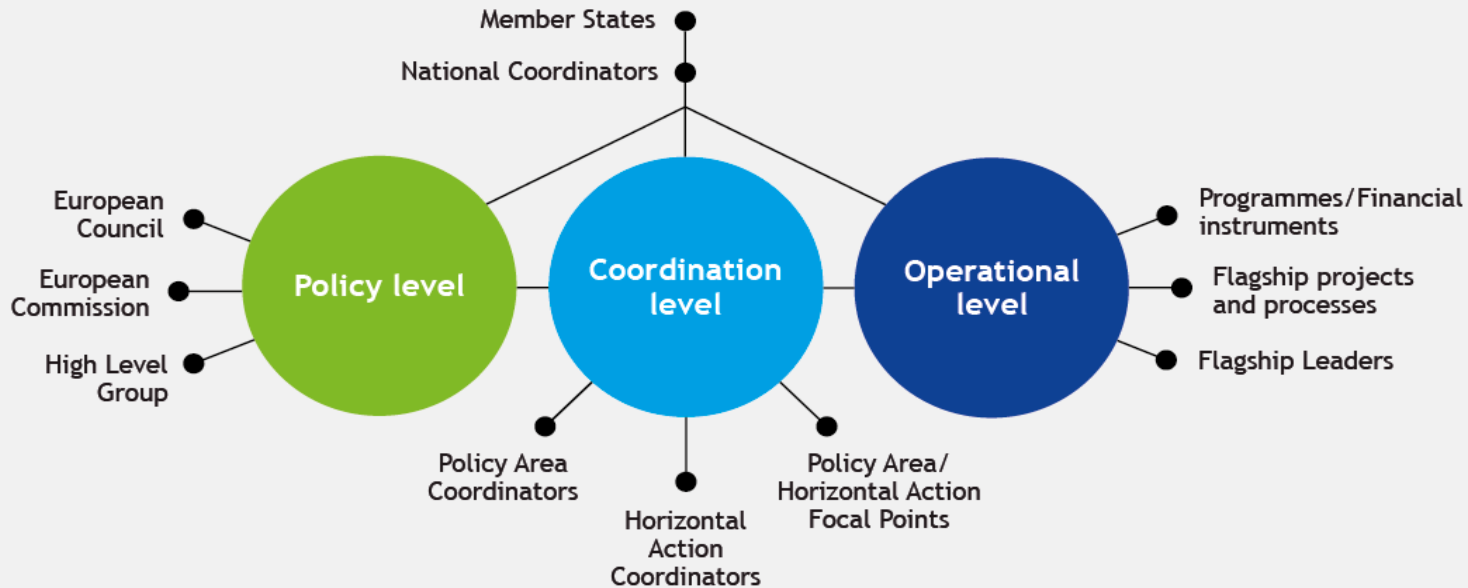 Member States
National Coordinators
European
Council
European
Commission
High Level
Group
Policy level
Coordination
level
Operational
level
Programmes/Financial
instruments
Flagship projects
and processes
Flagship Leaders
Policy Area
Coordinators
Horizontal
Action
Coordinators
Policy Area/
Horizontal Action
Focal Points